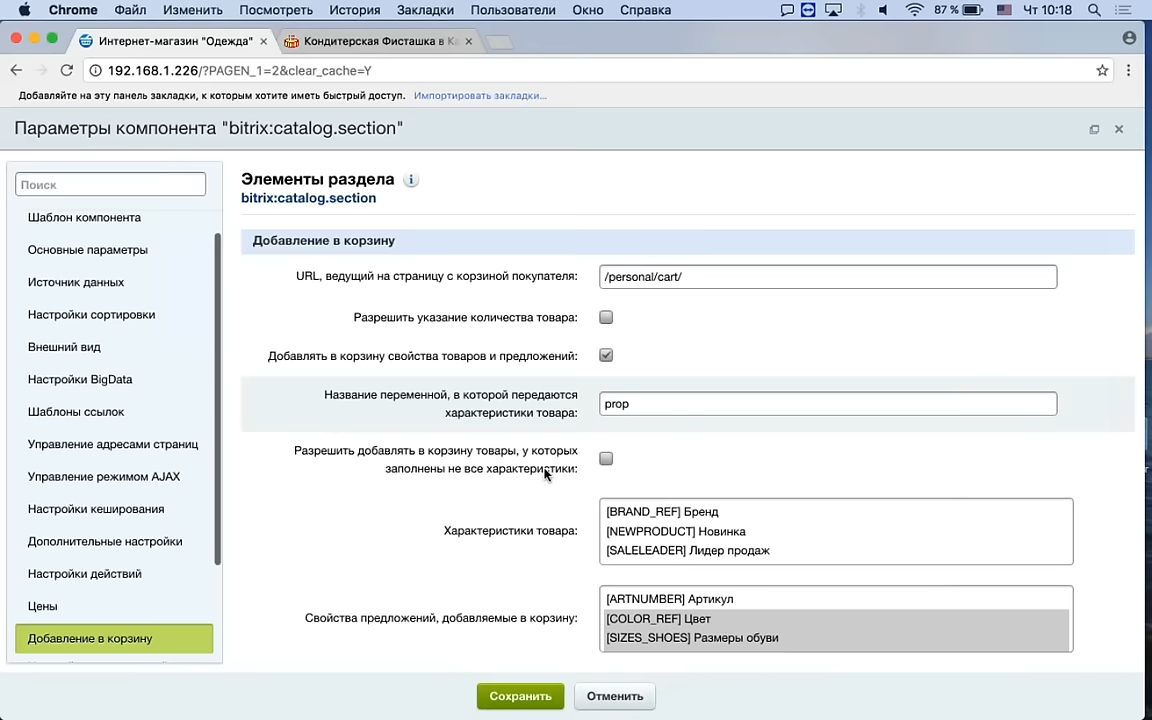 Chrome Файл Изменить Посмотреть История Закладки Пользователи Окно Справка 87 % Чт 10:18
Интернет-магазин "Одежда" × Кондитерская Фисташка в Ка ×
192.168.1.226/?PAGEN_1=2&clear_cache=Y
Добавляйте на эту панель закладки, к которым хотите иметь быстрый доступ. Импортировать закладки...
Параметры компонента "bitrix:catalog.section"
Поиск
Шаблон компонента
Основные параметры
Источник данных
Настройки сортировки
Внешний вид
Настройки BigData
Шаблоны ссылок
Управление адресами страниц
Управление режимом AJAX
Настройки кеширования
Дополнительные настройки
Настройки действий
Цены
Добавление в корзину
Элементы раздела
bitrix:catalog.section
Добавление в корзину
URL, ведущий на страницу с корзиной покупателя: /personal/cart/
Разрешить указание количества товара:
Добавлять в корзину свойства товаров и предложений:
Название переменной, в которой передаются
характеристики товара: prop
Разрешить добавлять в корзину товары, у которых
заполнены не все характеристики:
Характеристики товара:
[BRAND_REF] Бренд
[NEWPRODUCT] Новинка
[SALELEADER] Лидер продаж
Свойства предложений, добавляемые в корзину:
[ARTNUMBER] Артикул
[COLOR_REF] Цвет
[SIZES_SHOES] Размеры обуви
Сохранить Отменить